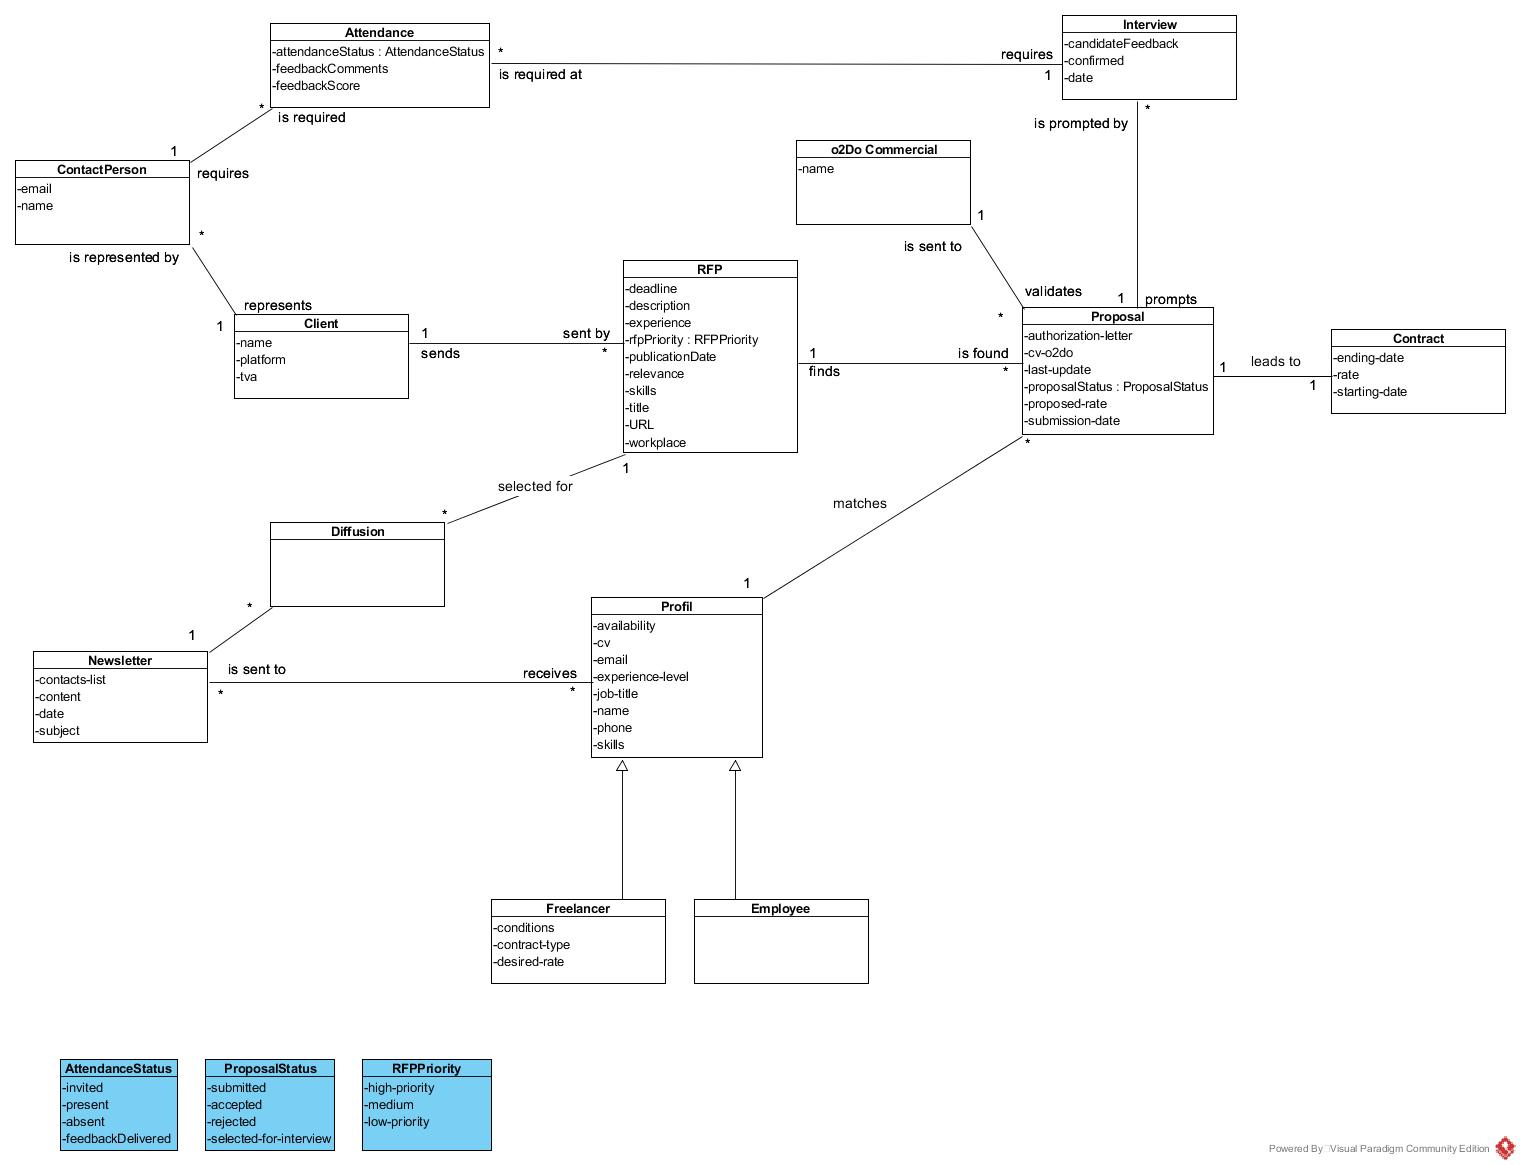 Attendance
-attendanceStatus : AttendanceStatus
-feedbackComments
-feedbackScore
*
is required at
requires
1
Interview
-candidateFeedback
-confirmed
-date
*
is prompted by
*
is required
1
requires
ContactPerson
-email
-name
*
is represented by
represents
1
o2Do Commercial
-name
1
is sent to
validates
*
1
prompts
Client
-name
-platform
-tva
1
sends
sent by
*
RFP
-deadline
-description
-experience
-rfpPriority : RFPPriority
-publicationDate
-relevance
-skills
-title
-URL
-workplace
1
finds
is found
*
Proposal
-authorization-letter
-cv-o2do
-last-update
-proposalStatus : ProposalStatus
-proposed-rate
-submission-date
1
leads to
1
Contract
-ending-date
-rate
-starting-date
1
selected for
*
*
matches
1
Diffusion
*
1
Newsletter
-contacts-list
-content
-date
-subject
is sent to
*
receives
*
Profil
-availability
-cv
-email
-experience-level
-job-title
-name
-phone
-skills
Freelancer
-conditions
-contract-type
-desired-rate
Employee
AttendanceStatus
-invited
-present
-absent
-feedbackDelivered
ProposalStatus
-submitted
-accepted
-rejected
-selected-for-interview
RFPPriority
-high-priority
-medium
-low-priority
Powered By Visual Paradigm Community Edition